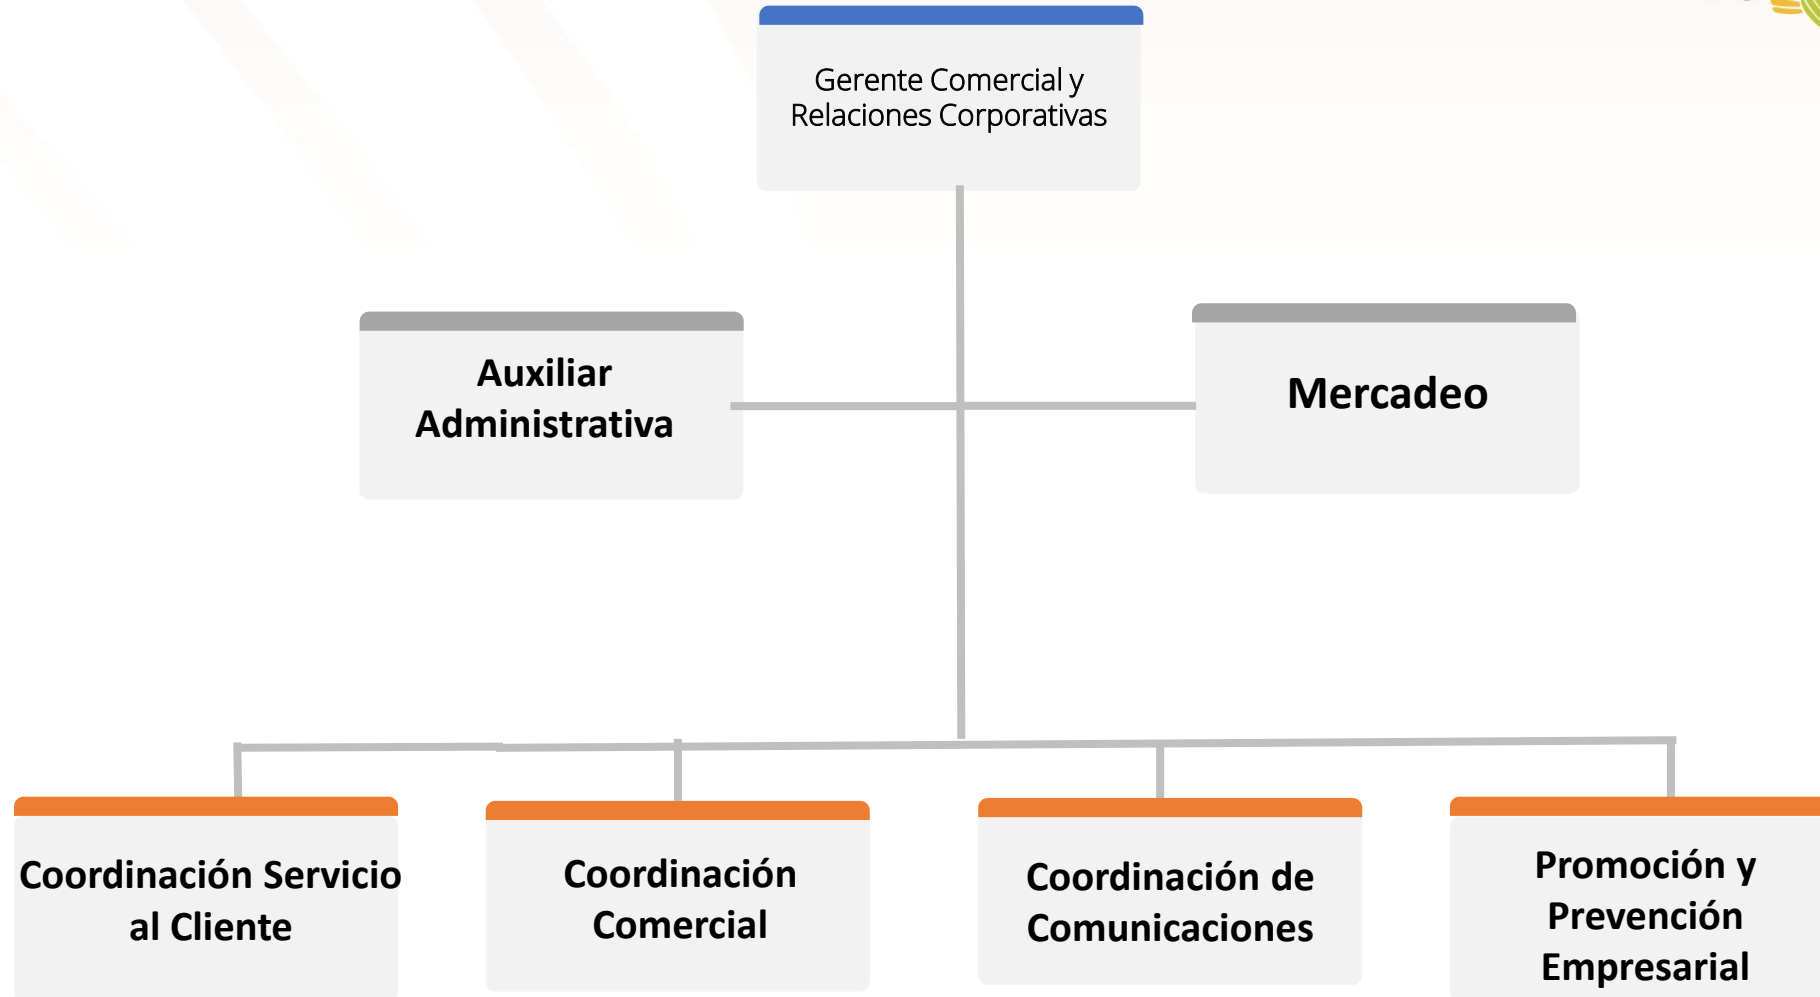 Gerente Comercial y
Relaciones Corporativas
Auxiliar
Administrativa
Mercadeo
Coordinación Servicio
al Cliente
Coordinación
Comercial
Coordinación de
Comunicaciones
Promoción y
Prevención
Empresarial